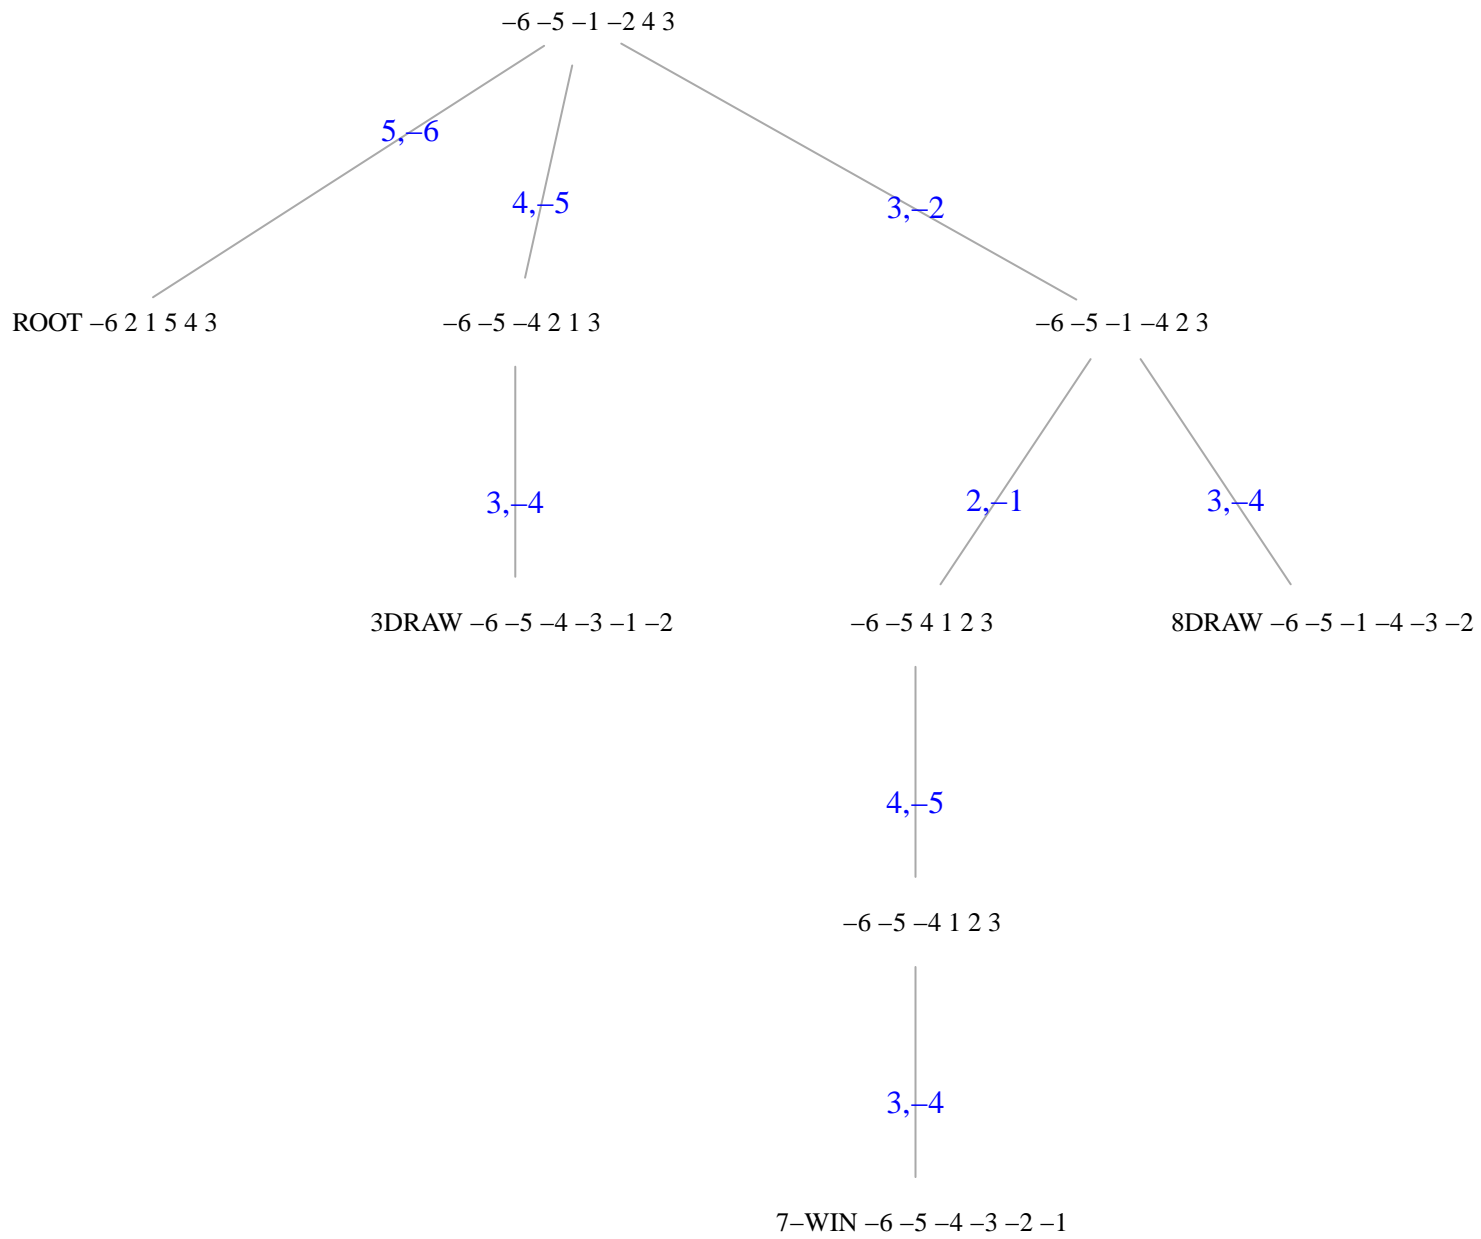 –6 –5 –1 –2 4 3
5,–6
4,–5
3,–2
ROOT –6 2 1 5 4 3
–6 –5 –4 2 1 3
–6 –5 –1 –4 2 3
3,–4
2,–1
3,–4
3DRAW –6 –5 –4 –3 –1 –2
–6 –5 4 1 2 3
8DRAW –6 –5 –1 –4 –3 –2
4,–5
–6 –5 –4 1 2 3
3,–4
7–WIN –6 –5 –4 –3 –2 –1